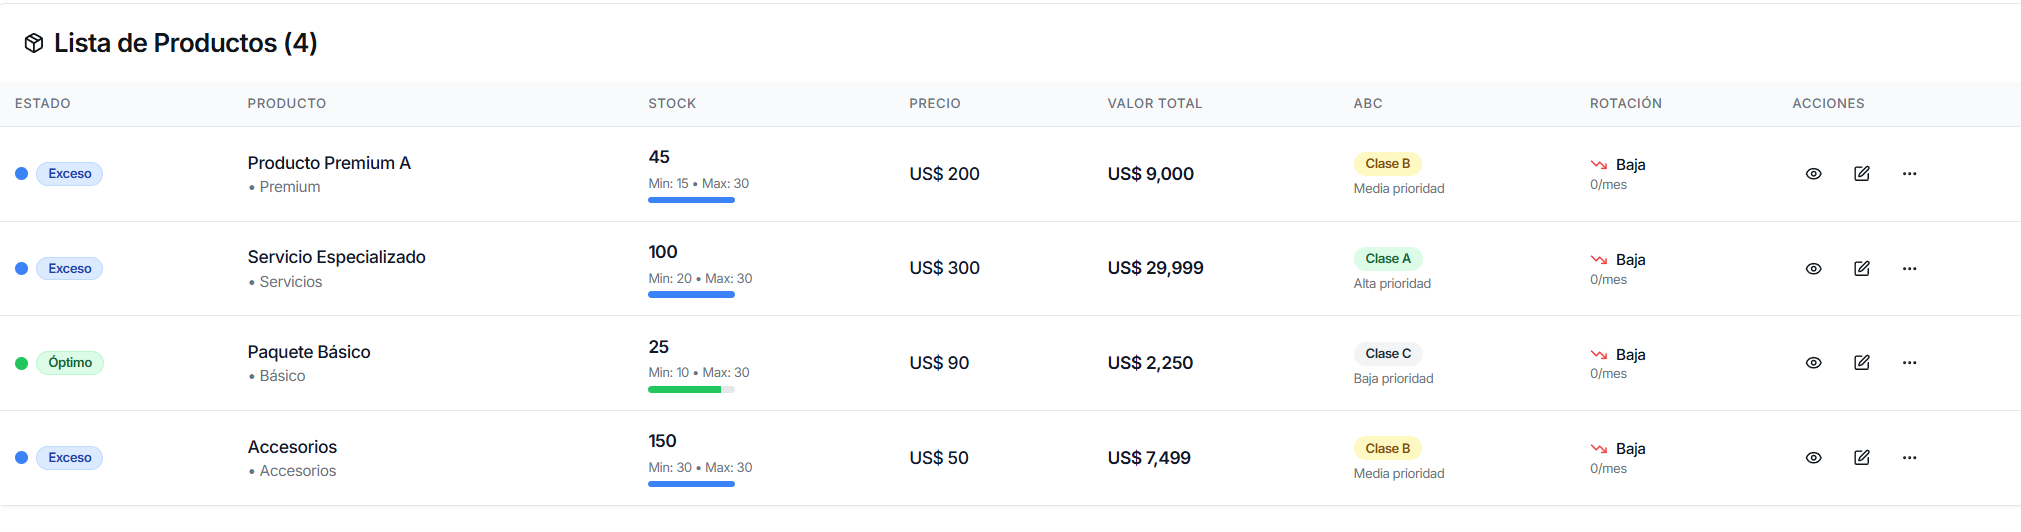 Lista de Productos (4)
ESTADO PRODUCTO STOCK PRECIO VALOR TOTAL ABC ROTACIÓN ACCIONES
Exceso
Producto Premium A
• Premium
45
Min: 15 • Max: 30
US$ 200
US$ 9,000
Clase B
Media prioridad
Baja
0/mes
Exceso
Servicio Especializado
• Servicios
100
Min: 20 • Max: 30
US$ 300
US$ 29,999
Clase A
Alta prioridad
Baja
0/mes
Óptimo
Paquete Básico
• Básico
25
Min: 10 • Max: 30
US$ 90
US$ 2,250
Clase C
Baja prioridad
Baja
0/mes
Exceso
Accesorios
• Accesorios
150
Min: 30 • Max: 30
US$ 50
US$ 7,499
Clase B
Media prioridad
Baja
0/mes